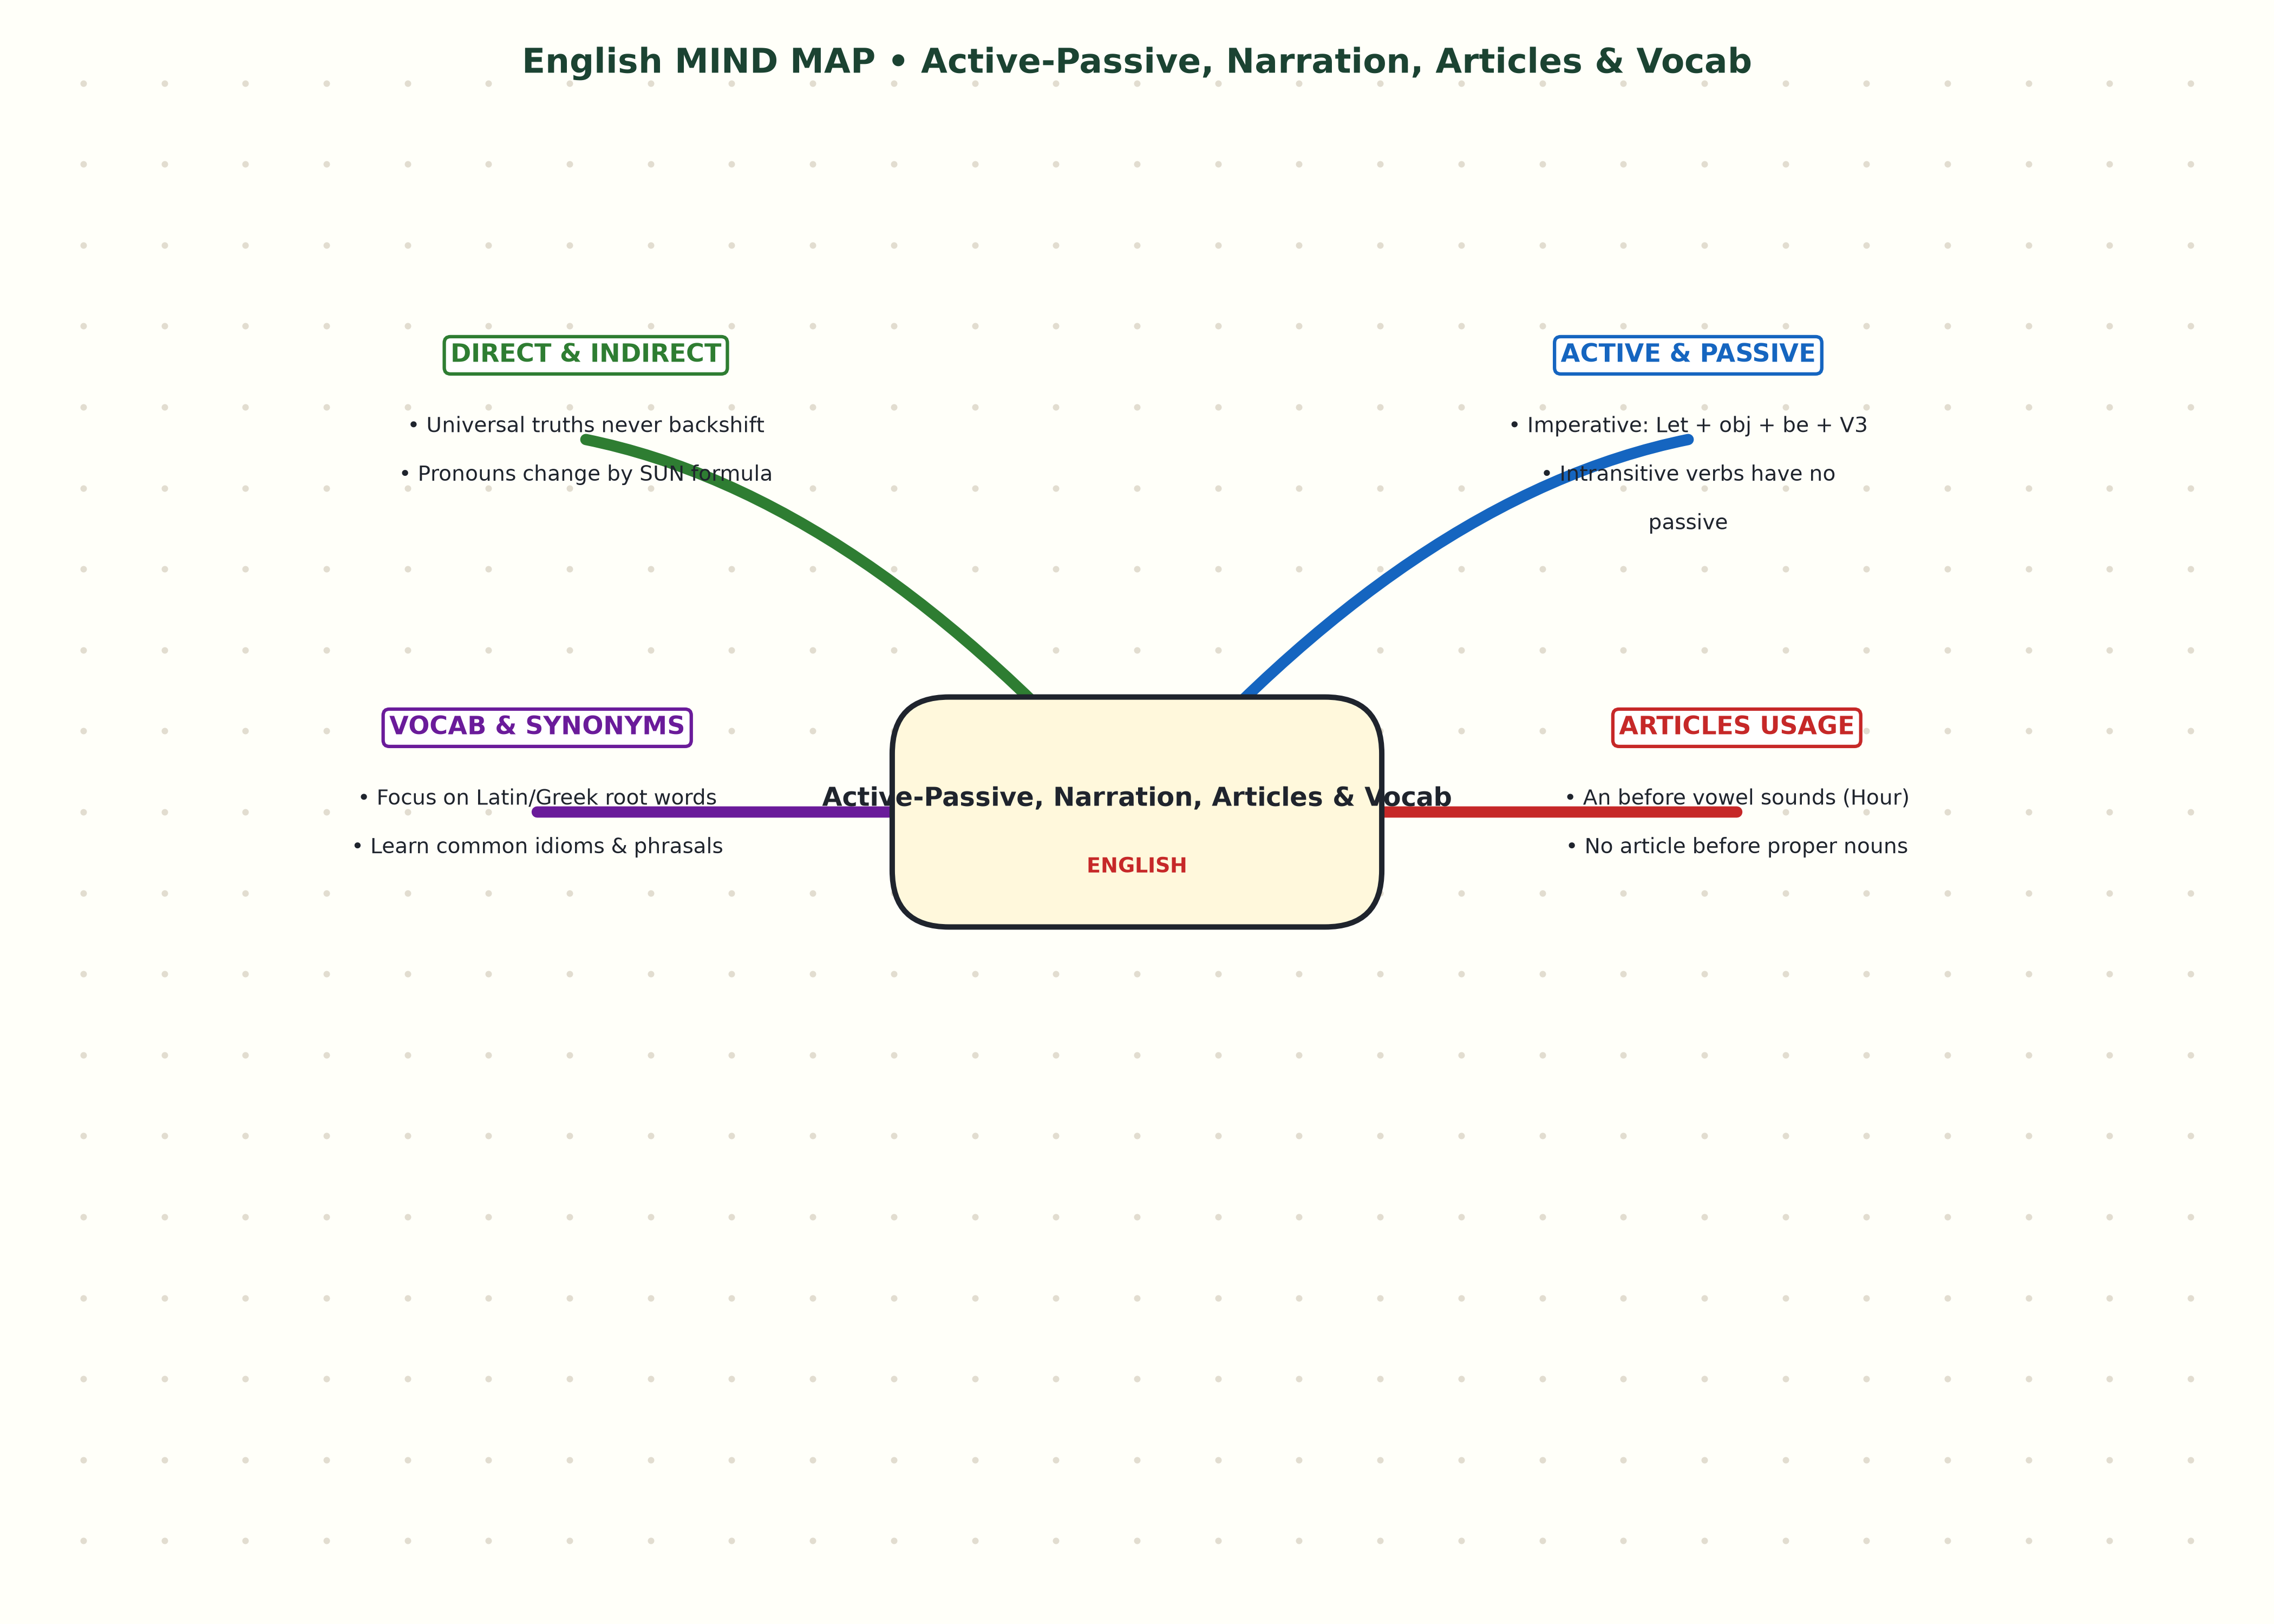 English MIND MAP • Active-Passive, Narration, Articles & Vocab
DIRECT & INDIRECT
• Universal truths never backshift
• Pronouns change by SUN formula
ACTIVE & PASSIVE
• Imperative: Let + obj + be + V3
• Intransitive verbs have no
passive
VOCAB & SYNONYMS
• Focus on Latin/Greek root words
• Learn common idioms & phrasals
Active-Passive, Narration, Articles & Vocab
ENGLISH
ARTICLES USAGE
• An before vowel sounds (Hour)
• No article before proper nouns